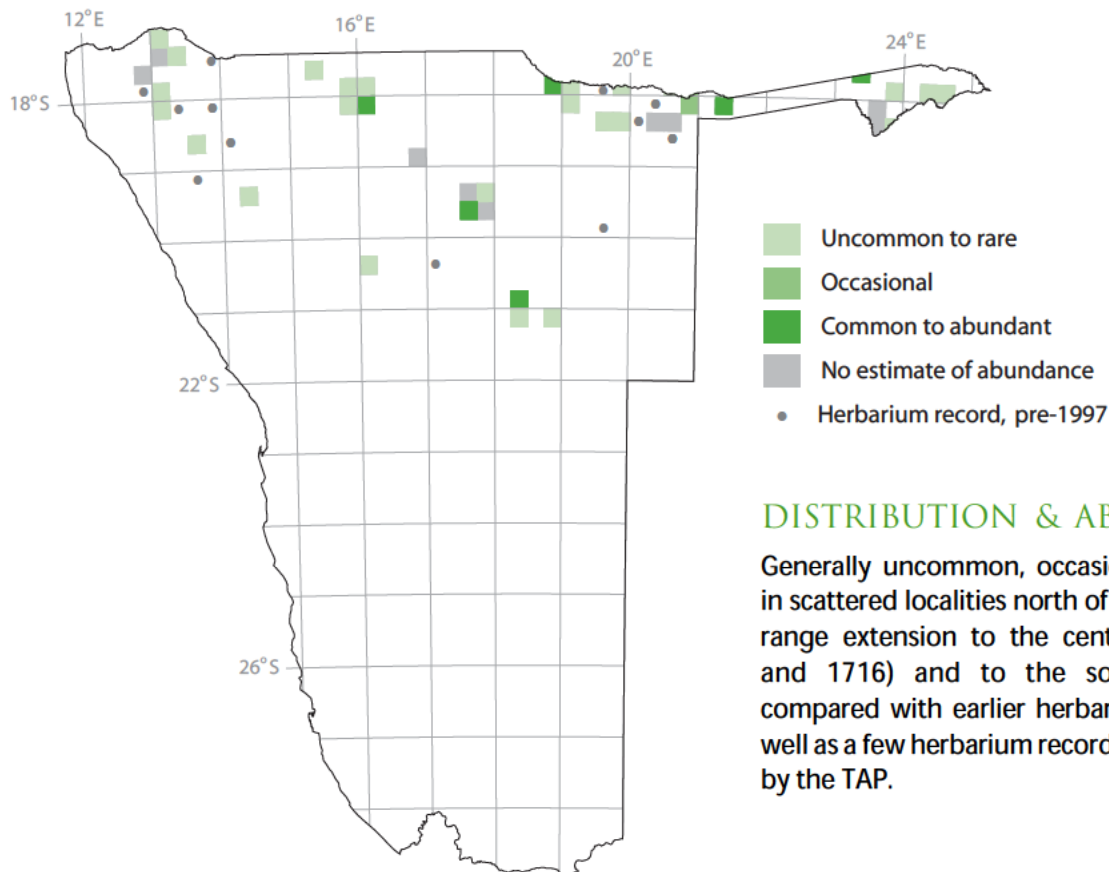 12°E
16°E
20°E
24°E
18°S
22°S
26°S
Uncommon to rare
Occasional
Common to abundant
No estimate of abundance
Herbarium record, pre-1997
DISTRIBUTION & AB
Generally uncommon, occasi
in scattered localities north of
range extension to the cent
and 1716) and to the so
compared with earlier herbar
well as a few herbarium record
by the TAP.